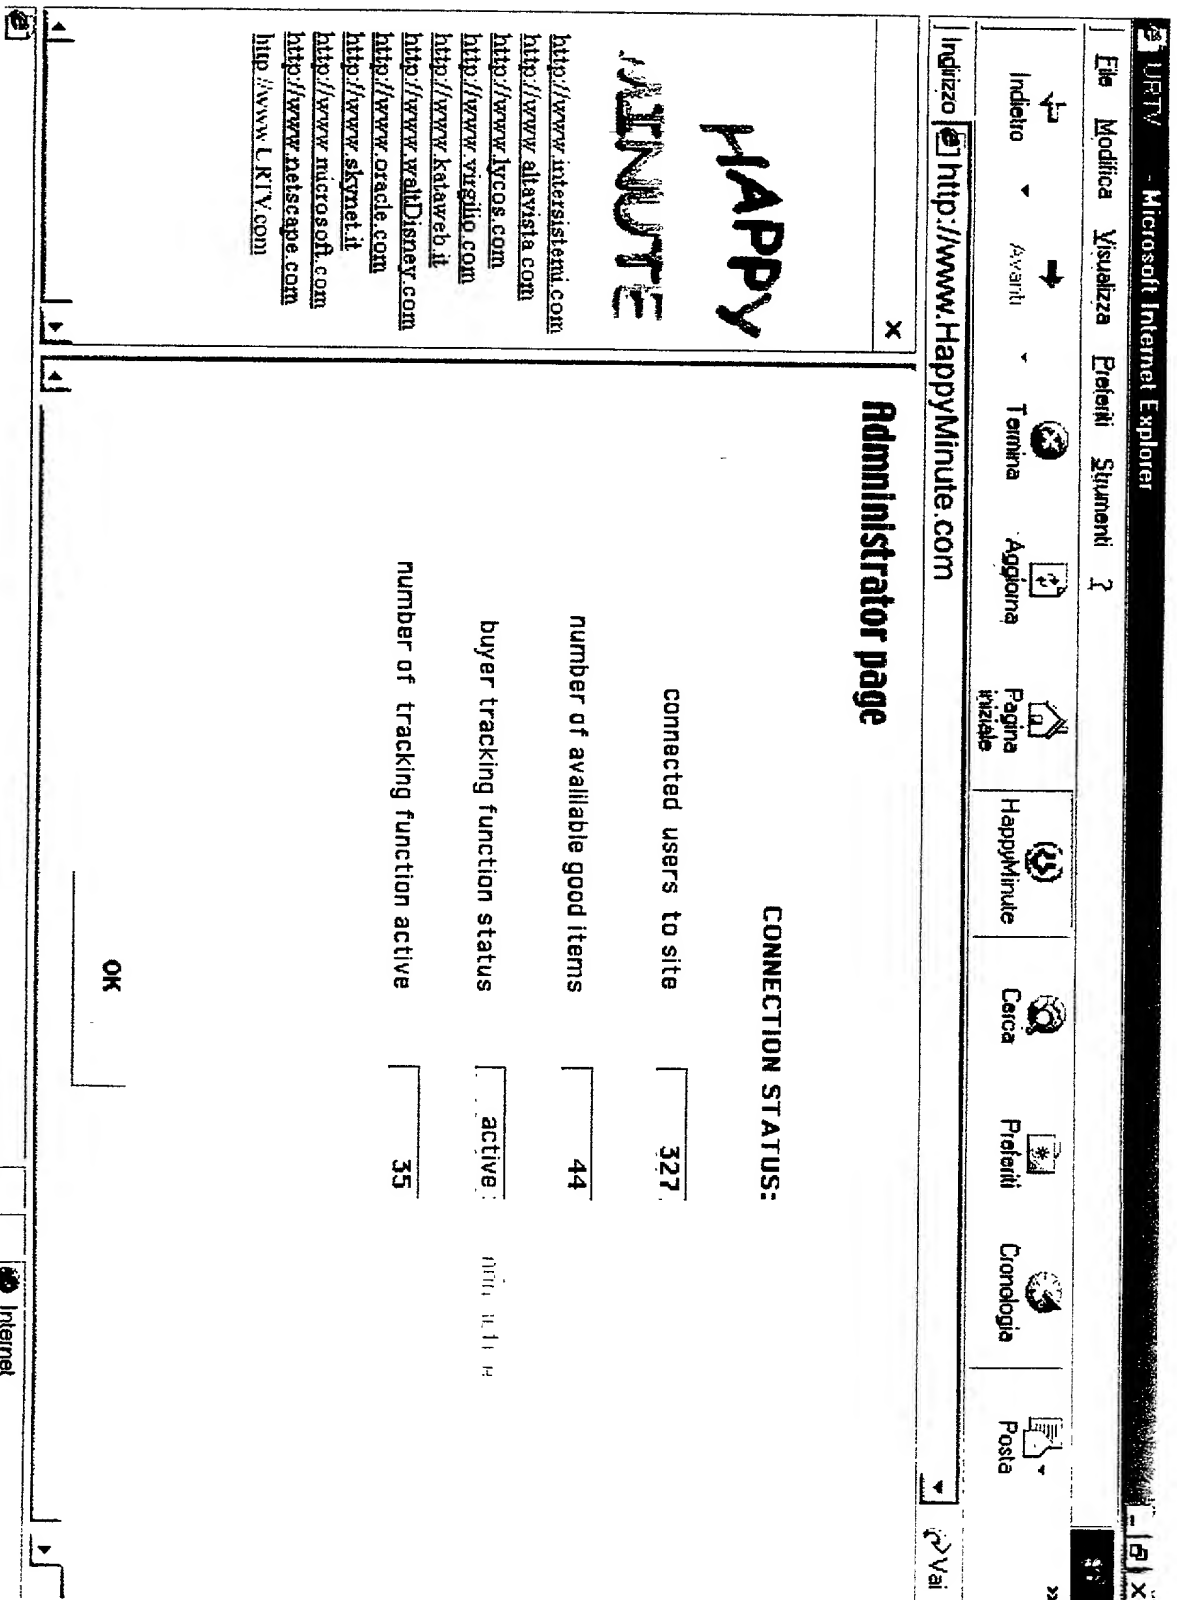 URTV - Microsoft Internet Explorer
File Modifica Visualizza Preferiti Strumenti ?
Indietro Avanti Termina Aggiorna Pagina iniziale HappyMinute Cerca Preferiti Cronologia Posta »
Indirizzo http://www.HappyMinute.com Vai
X
HAPPY
MINUTE
http://www.intersistemi.com
http://www.altavista.com
http://www.lycos.com
http://www.virgilio.com
http://www.kataweb.it
http://www.waltDisney.com
http://www.oracle.com
http://www.skynet.it
http://www.microsoft.com
http://www.netscape.com
http://www.URTV.com
Admninistrator page
CONNECTION STATUS:
connected users to site 327
number of avalilable good items 44
buyer tracking function status active
number of tracking function active 35
OK
Internet